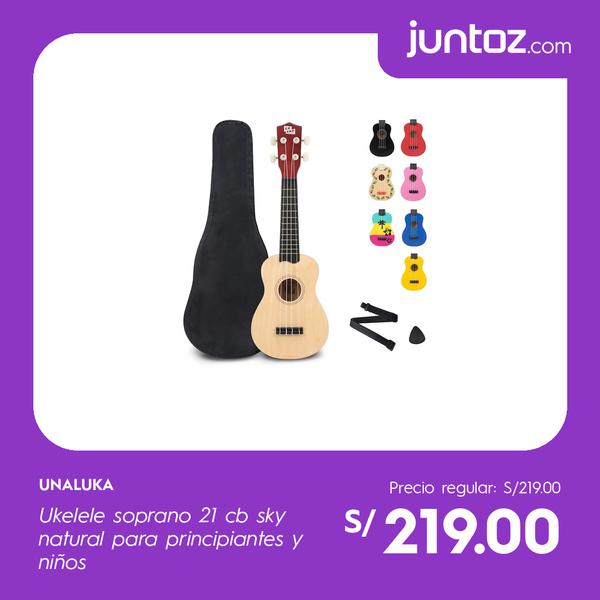 juntoz.com
UNALUKA
Ukelele soprano 21 cb sky
natural para principiantes y
niños
Precio regular: S/219.00
S/ 219.00